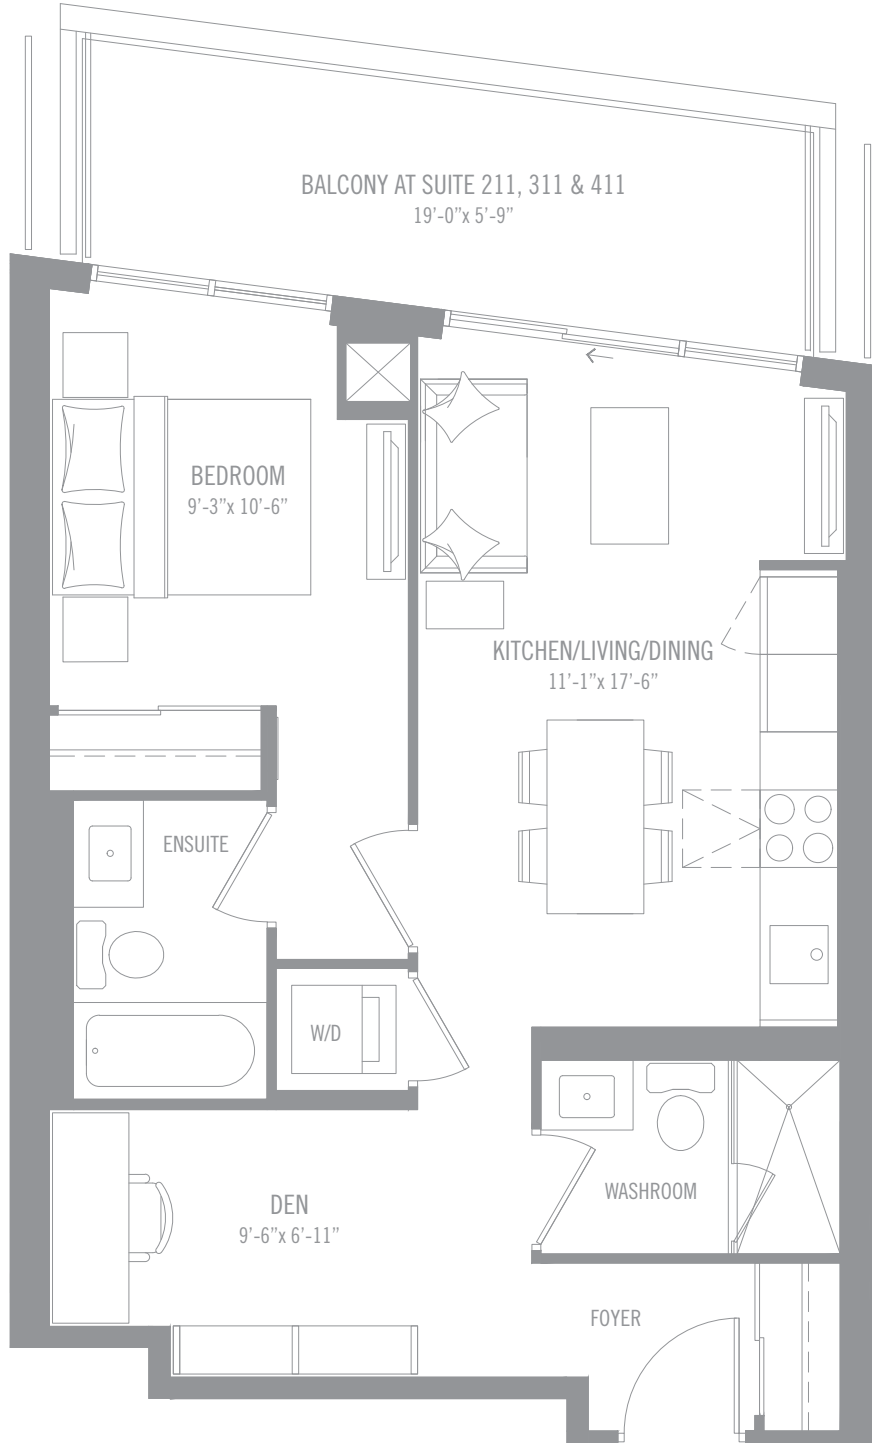 BALCONY AT SUITE 211, 311 & 411
19’-0”x 5’-9”
BEDROOM
9’-3”x 10’-6”
KITCHEN/LIVING/DINING
11’-1”x 17’-6”
ENSUITE
W/D
WASHROOM
DEN
9’-6”x 6’-11”
FOYER